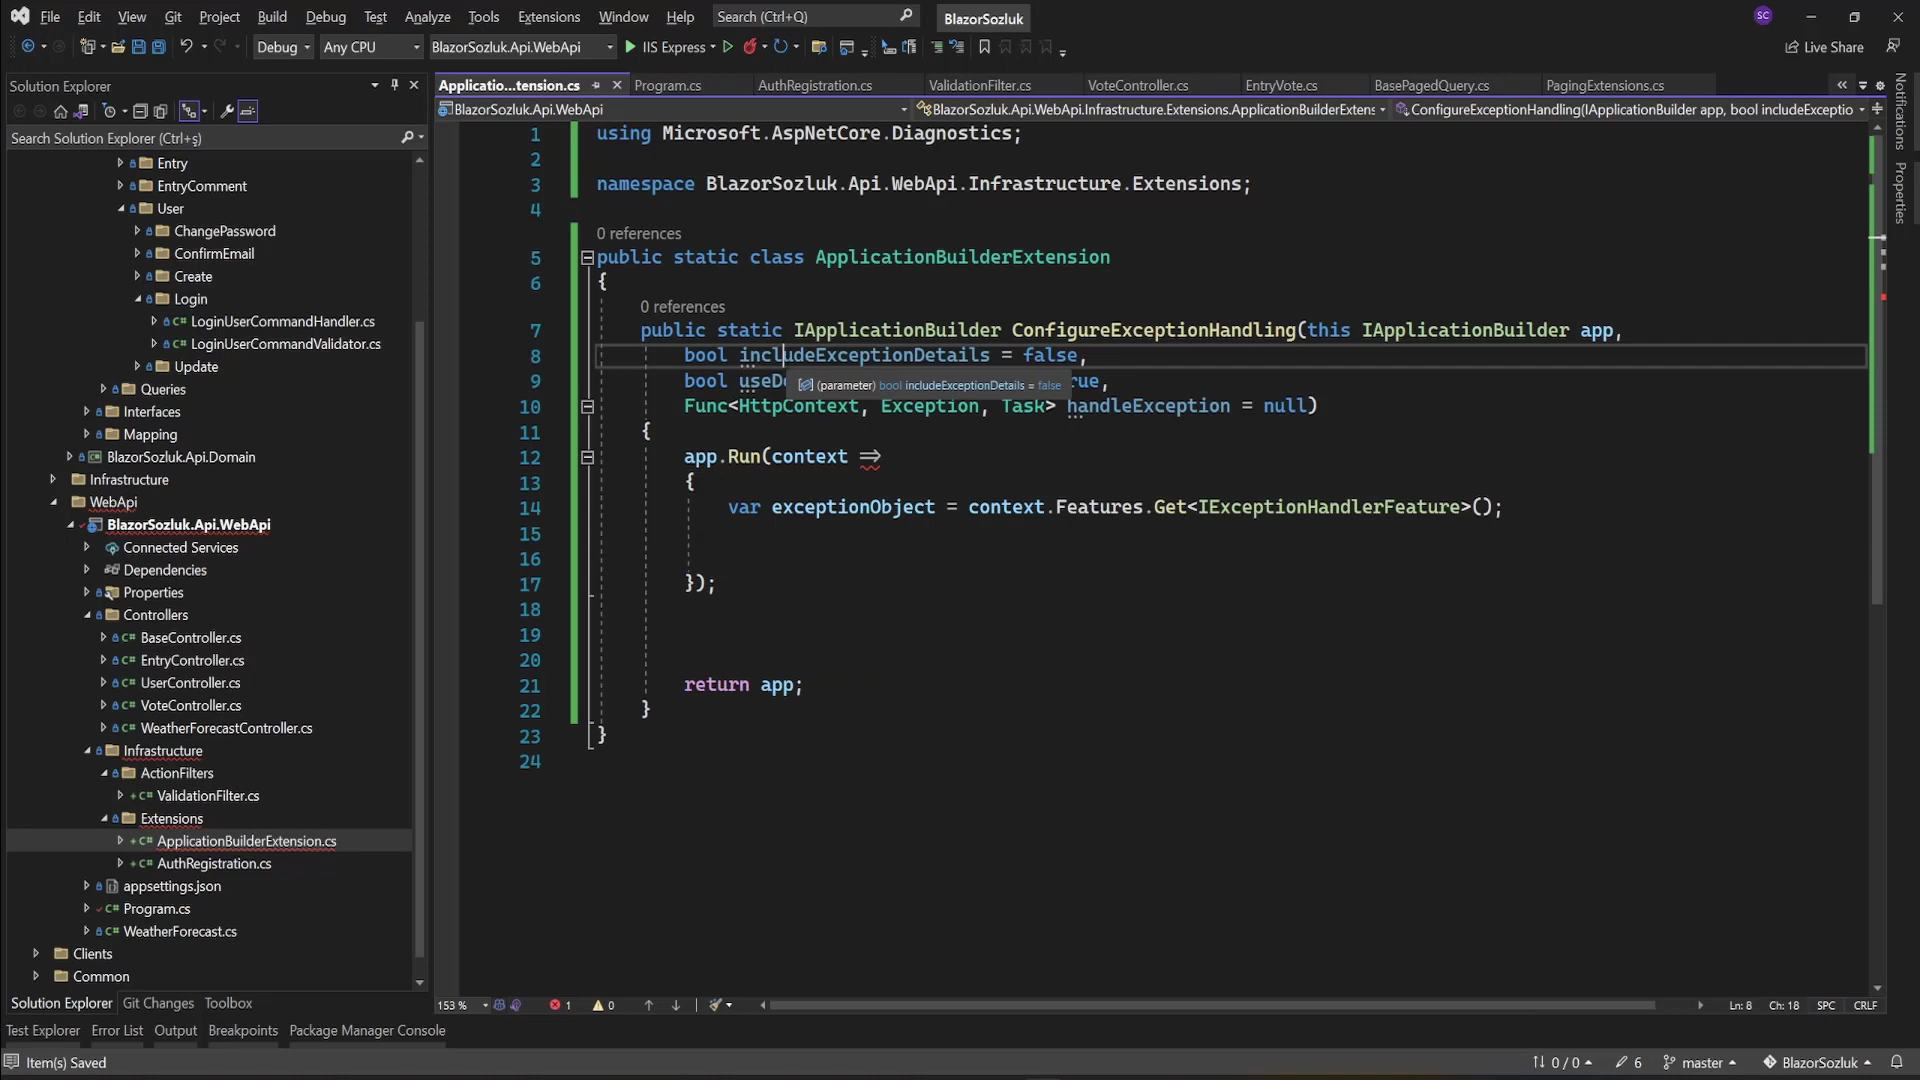 File Edit View Git Project Build Debug Test Analyze Tools Extensions Window Help Search (Ctrl+Q) BlazorSozluk SC
Debug Any CPU BlazorSozluk.Api.WebApi IIS Express Live Share
Solution Explorer
Search Solution Explorer (Ctrl+ş)
Entry
EntryComment
User
ChangePassword
ConfirmEmail
Create
Login
LoginUserCommandHandler.cs
LoginUserCommandValidator.cs
Update
Queries
Interfaces
Mapping
BlazorSozluk.Api.Domain
Infrastructure
WebApi
BlazorSozluk.Api.WebApi
Connected Services
Dependencies
Properties
Controllers
BaseController.cs
EntryController.cs
UserController.cs
VoteController.cs
WeatherForecastController.cs
Infrastructure
ActionFilters
ValidationFilter.cs
Extensions
ApplicationBuilderExtension.cs
AuthRegistration.cs
appsettings.json
Program.cs
WeatherForecast.cs
Clients
Common
Solution Explorer Git Changes Toolbox
Applicatio...tension.cs Program.cs AuthRegistration.cs ValidationFilter.cs VoteController.cs EntryVote.cs BasePagedQuery.cs PagingExtensions.cs
BlazorSozluk.Api.WebApi BlazorSozluk.Api.WebApi.Infrastructure.Extensions.ApplicationBuilderExtens ConfigureExceptionHandling(IApplicationBuilder app, bool includeExceptio
1 using Microsoft.AspNetCore.Diagnostics;
2
3 namespace BlazorSozluk.Api.WebApi.Infrastructure.Extensions;
4
0 references
5 public static class ApplicationBuilderExtension
6 {
0 references
7 public static IApplicationBuilder ConfigureExceptionHandling(this IApplicationBuilder app,
8 bool includeExceptionDetails = false,
9 bool useD rue,
(parameter) bool includeExceptionDetails = false
10 Func<HttpContext, Exception, Task> handleException = null)
11 {
12 app.Run(context =>
13 {
14 var exceptionObject = context.Features.Get<IExceptionHandlerFeature>();
15
16
17 });
18
19
20
21 return app;
22 }
23 }
24
153 % 1 0 Ln: 8 Ch: 18 SPC CRLF
Notifications
Properties
Test Explorer Error List Output Breakpoints Package Manager Console
Item(s) Saved 0 / 0 6 master BlazorSozluk